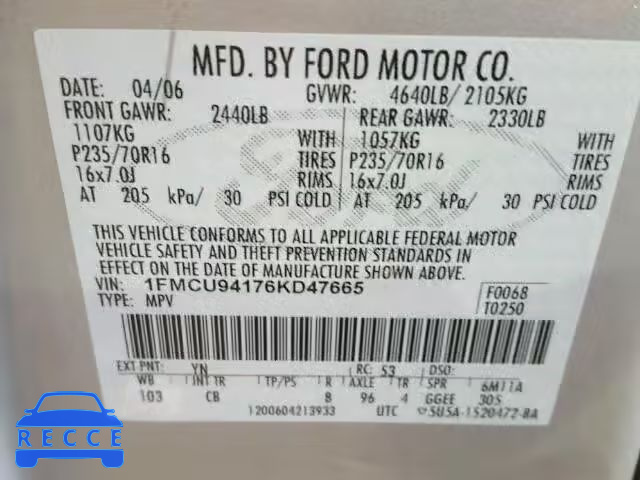 MFD. BY FORD MOTOR CO.
DATE: 04/06 GVWR: 4640LB/ 2105KG
FRONT GAWR: 2440LB REAR GAWR: 2330LB
1107KG WITH 1057KG WITH
P235/70R16 TIRES P235/70R16 TIRES
16x7.0J RIMS 16x7.0J RIMS
AT 205 kPa/ 30 PSI COLD AT 205 kPa/ 30 PSI COLD
THIS VEHICLE CONFORMS TO ALL APPLICABLE FEDERAL MOTOR
VEHICLE SAFETY AND THEFT PREVENTION STANDARDS IN
EFFECT ON THE DATE OF MANUFACTURE SHOWN ABOVE.
VIN: 1FMCU94176KD47665 F0068
TYPE: MPV T0250
EXT PNT: YN RC: 53 DSO:
WB INT TR TP/PS R AXLE TR SPR 6M11A
103 CB 8 96 4 GGEE 305
1200604213933 UTC 5U5A-1520472-BA
RECCE